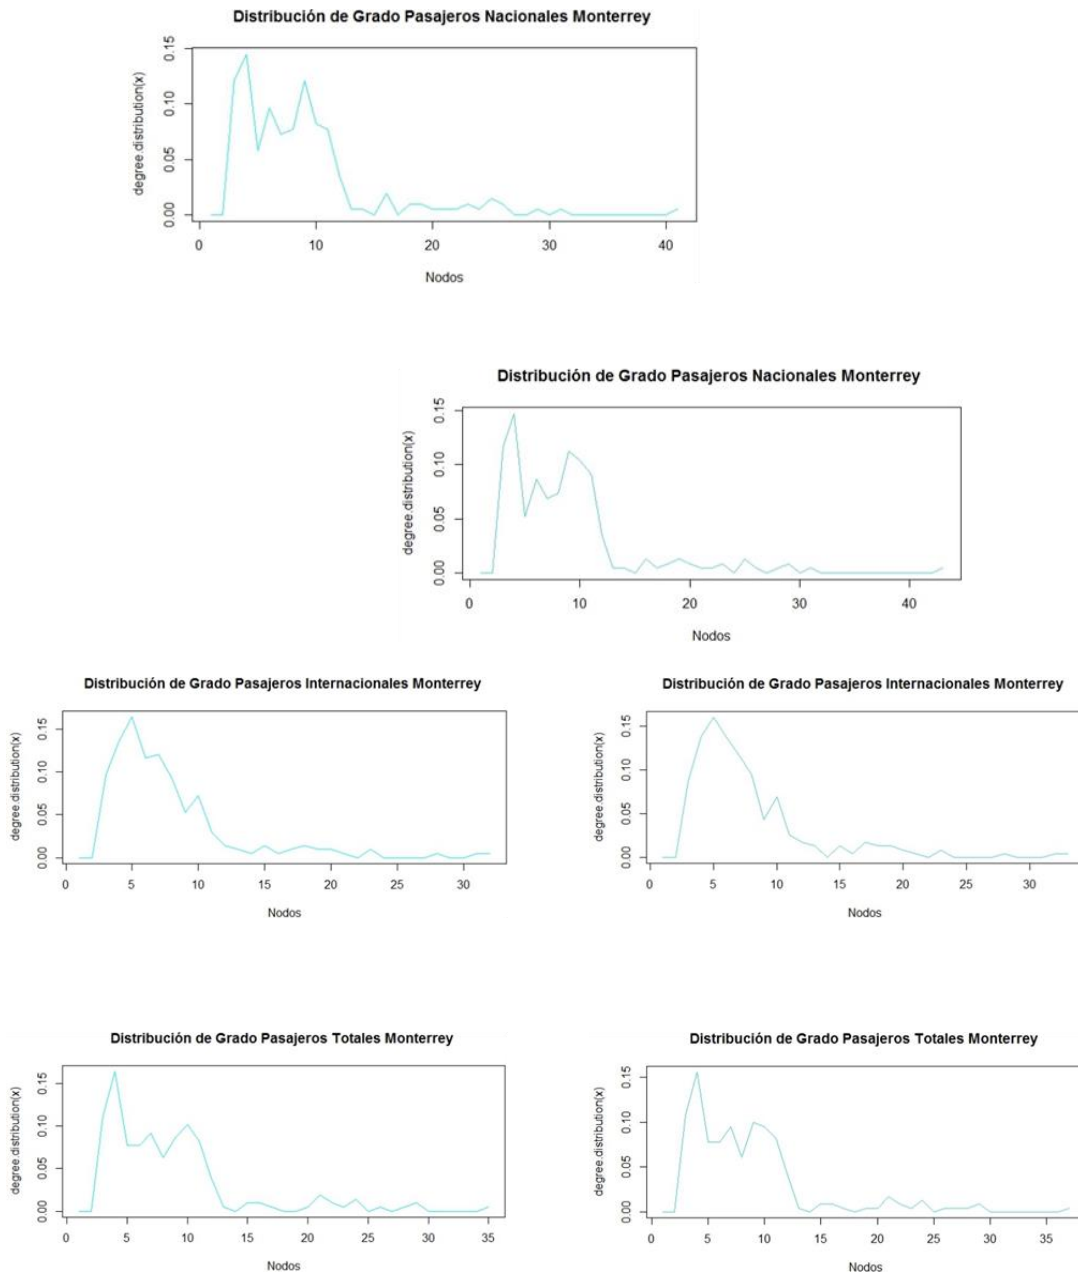 Distribución de Grado Pasajeros Nacionales Monterrey
degree.distribution(x)
0.00 0.05 0.10 0.15
0 10 20 30 40
Nodos
Distribución de Grado Pasajeros Nacionales Monterrey
degree.distribution(x)
0.00 0.05 0.10 0.15
0 10 20 30 40
Nodos
Distribución de Grado Pasajeros Internacionales Monterrey
degree.distribution(x)
0.00 0.05 0.10 0.15
0 5 10 15 20 25 30
Nodos
Distribución de Grado Pasajeros Internacionales Monterrey
degree.distribution(x)
0.00 0.05 0.10 0.15
0 5 10 15 20 25 30
Nodos
Distribución de Grado Pasajeros Totales Monterrey
degree.distribution(x)
0.00 0.05 0.10 0.15
0 5 10 15 20 25 30 35
Nodos
Distribución de Grado Pasajeros Totales Monterrey
degree.distribution(x)
0.00 0.05 0.10 0.15
0 5 10 15 20 25 30 35
Nodos